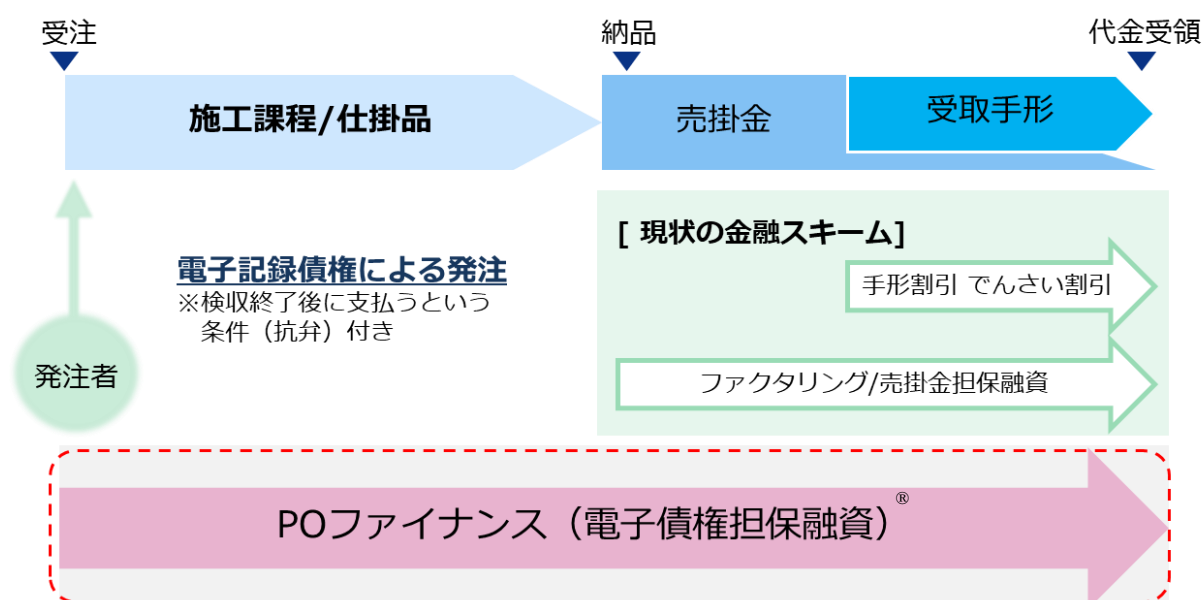 受注
納品
代金受領
施工課程/仕掛品
売掛金
受取手形
[ 現状の金融スキーム]
電子記録債権による発注
※検収終了後に支払うという
条件（抗弁）付き
手形割引 でんさい割引
発注者
ファクタリング/売掛金担保融資
POファイナンス（電子債権担保融資）®